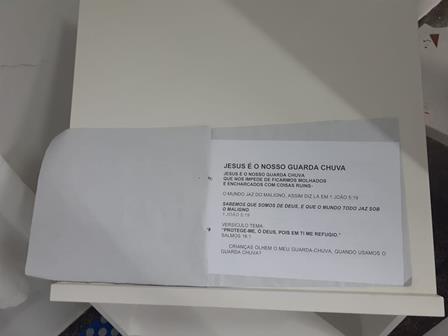 JESUS É O NOSSO GUARDA CHUVA
JESUS E O NOSSO GUARDA CHUVA
QUE NOS IMPEDE DE FICARMOS MOLHADOS
E ENCHARCADOS COM COISAS RUINS-
O MUNDO JAZ DO MALIGNO, ASSIM DIZ LÁ EM 1 JOÃO 5:19
SABEMOS QUE SOMOS DE DEUS, E QUE O MUNDO TODO JAZ SOB
O MALIGNO
1 JOÃO 5:19
VERSÍCULO TEMA:
"PROTEGE-ME, Ó DEUS, POIS EM TI ME REFUGIO."
SALMOS 16:1
CRIANÇAS OLHEM O MEU GUARDA-CHUVA, QUANDO USAMOS O
GUARDA CHUVA?